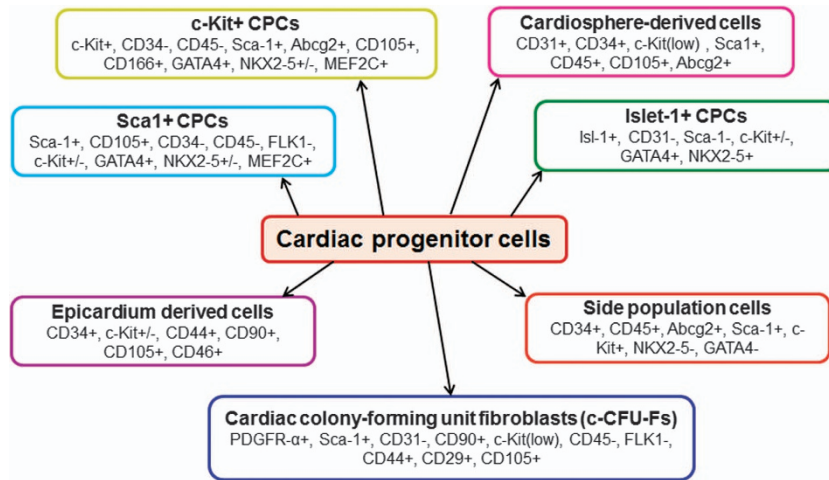 c-Kit+ CPCs
c-Kit+, CD34-, CD45-, Sca-1+, Abcg2+, CD105+,
CD166+, GATA4+, NKX2-5+/-, MEF2C+
Cardiosphere-derived cells
CD31+, CD34+, c-Kit(low) , Sca1+,
CD45+, CD105+, Abcg2+
Sca1+ CPCs
Sca-1+, CD105+, CD34-, CD45-, FLK1-,
c-Kit+/-, GATA4+, NKX2-5+/-, MEF2C+
Islet-1+ CPCs
Isl-1+, CD31-, Sca-1-, c-Kit+/-,
GATA4+, NKX2-5+
Cardiac progenitor cells
Epicardium derived cells
CD34+, c-Kit+/-, CD44+, CD90+,
CD105+, CD46+
Side population cells
CD34+, CD45+, Abcg2+, Sca-1+, c-
Kit+, NKX2-5-, GATA4-
Cardiac colony-forming unit fibroblasts (c-CFU-Fs)
PDGFR-α+, Sca-1+, CD31-, CD90+, c-Kit(low), CD45-, FLK1-,
CD44+, CD29+, CD105+